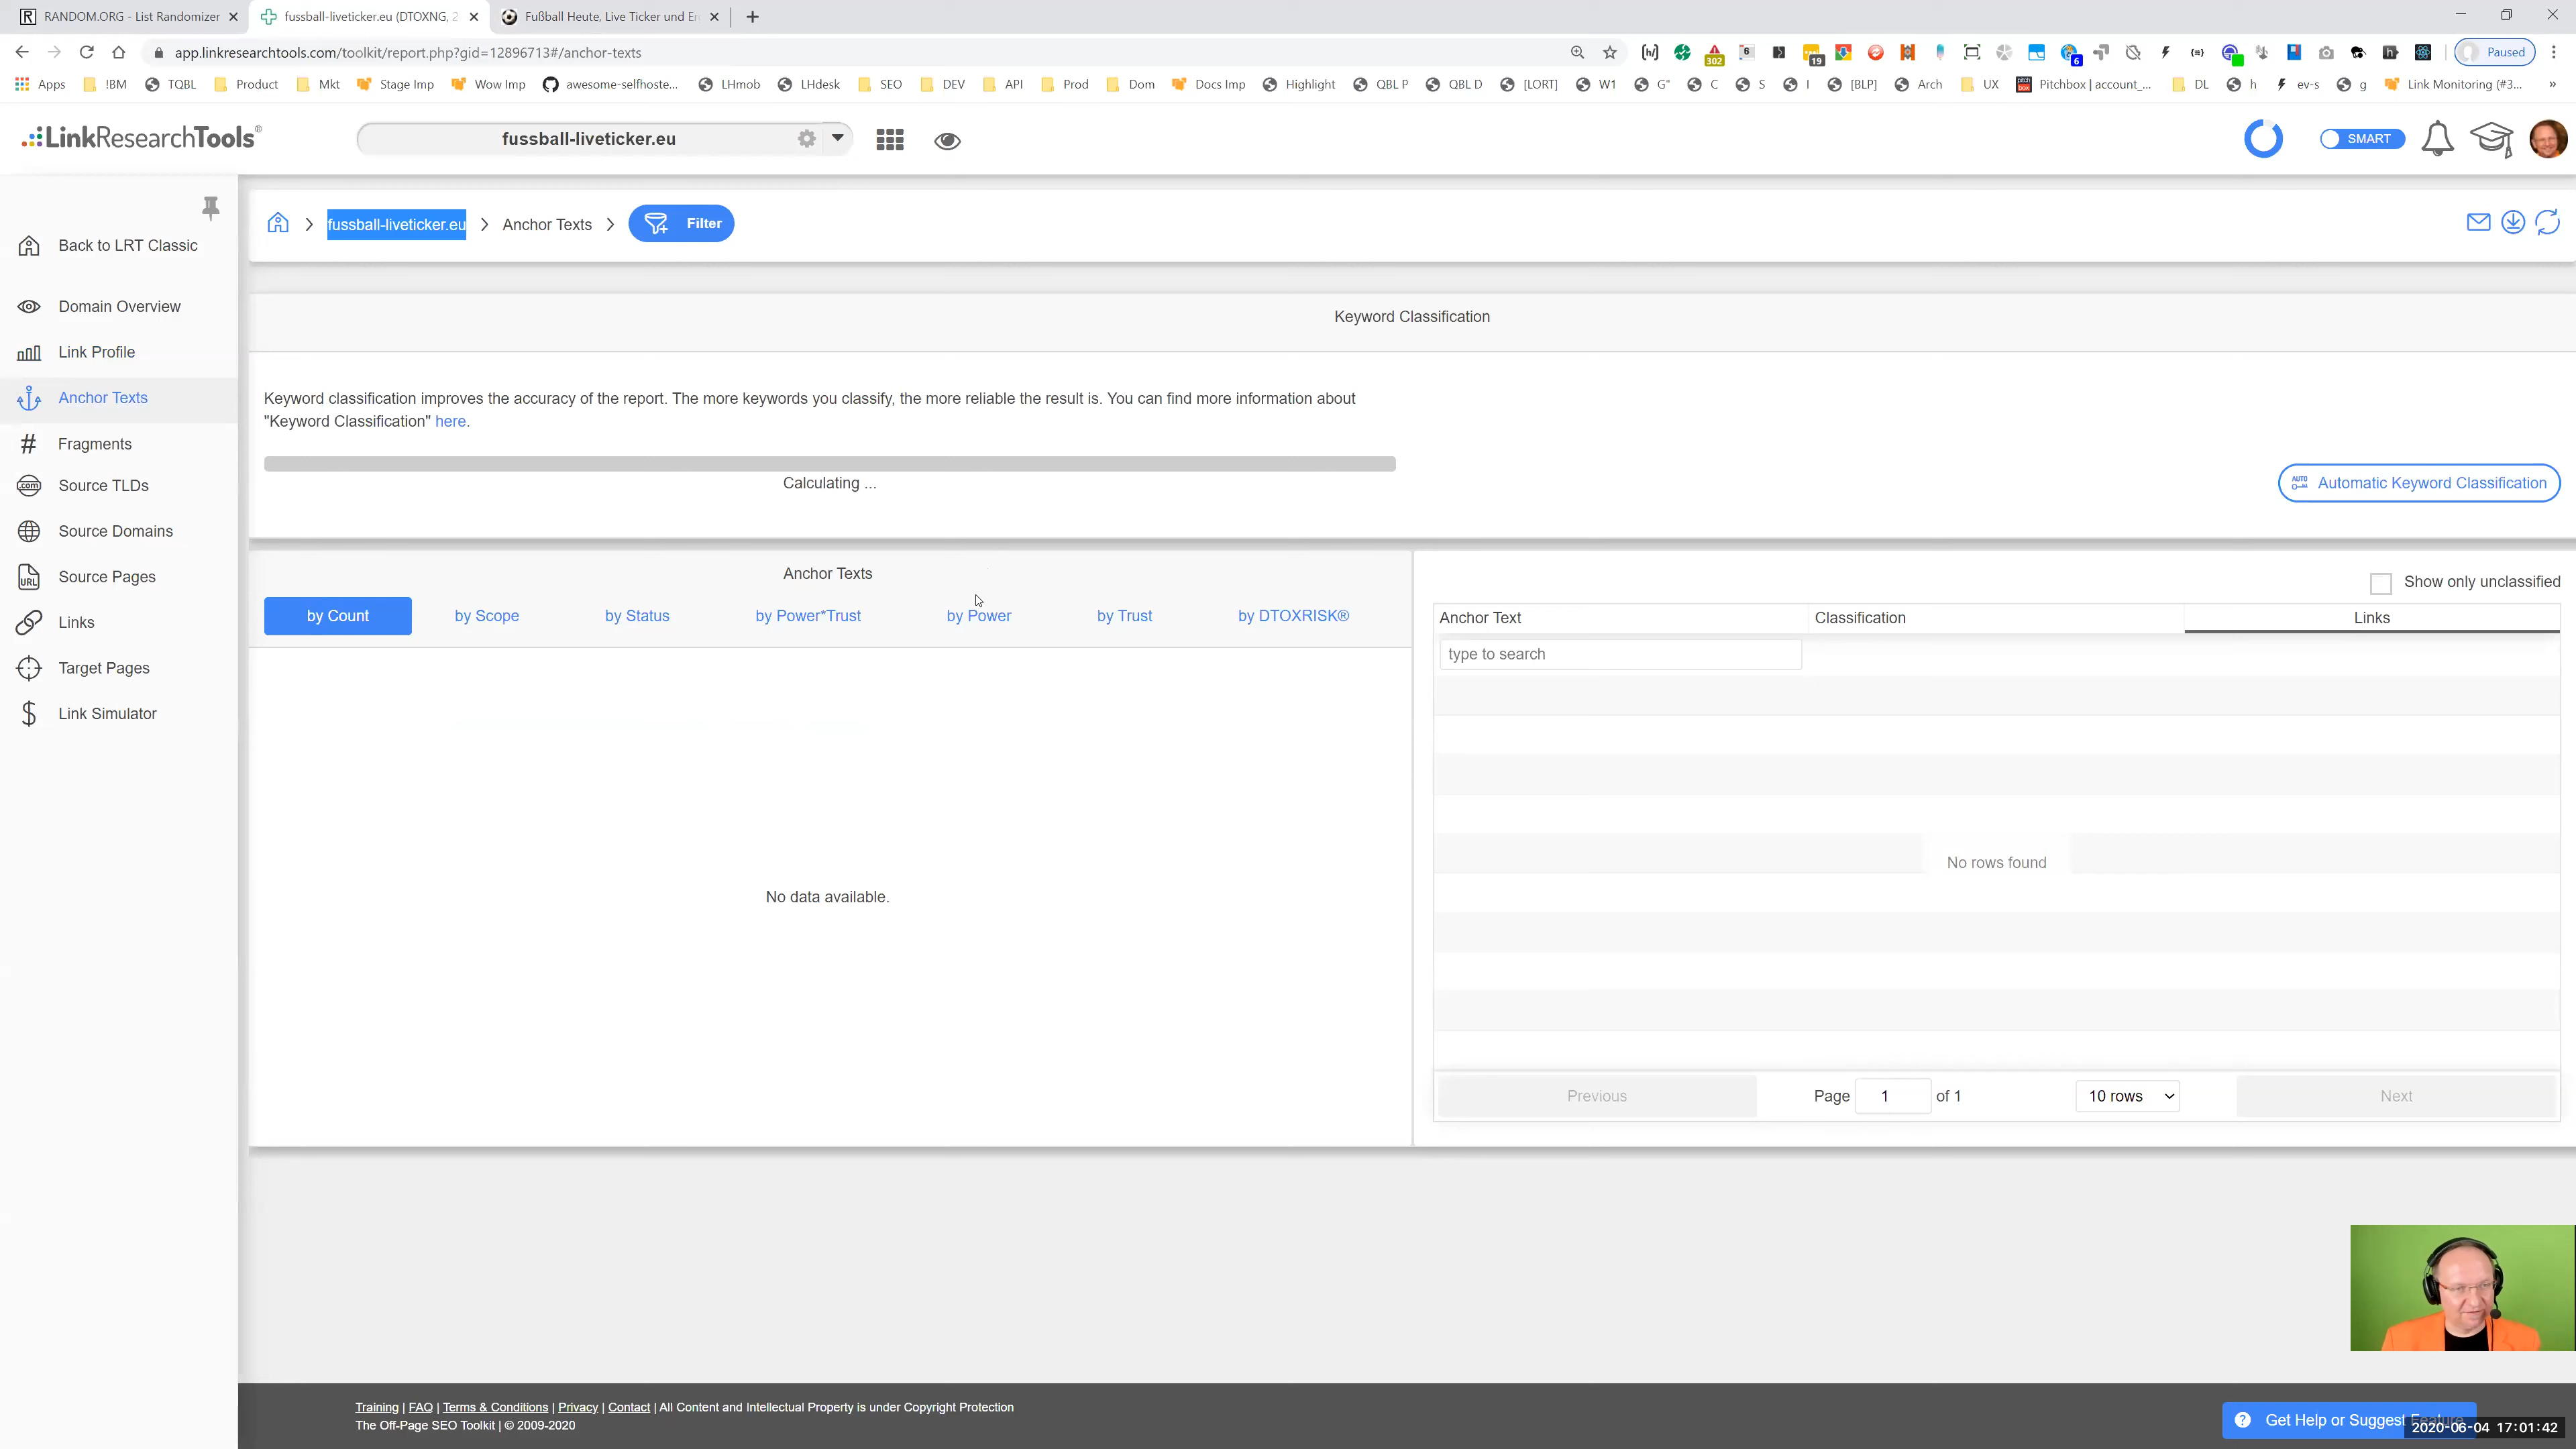 RANDOM.ORG - List Randomizer
fussball-liveticker.eu (DTOXNG, 2
Fußball Heute, Live Ticker und Er
app.linkresearchtools.com/toolkit/report.php?gid=12896713#/anchor-texts
302
6
19
6
Paused
Apps
!BM
TQBL
Product
Mkt
Stage Imp
Wow Imp
awesome-selfhoste...
LHmob
LHdesk
SEO
DEV
API
Prod
Dom
Docs Imp
Highlight
QBL P
QBL D
[LORT]
W1
G"
C
S
I
[BLP]
Arch
UX
Pitchbox | account_...
DL
h
ev-s
g
Link Monitoring (#3...
»
LinkResearchTools®
fussball-liveticker.eu
SMART
Back to LRT Classic
Domain Overview
Link Profile
Anchor Texts
Fragments
Source TLDs
Source Domains
Source Pages
Links
Target Pages
Link Simulator
fussball-liveticker.eu
Anchor Texts
Filter
Keyword Classification
Keyword classification improves the accuracy of the report. The more keywords you classify, the more reliable the result is. You can find more information about
"Keyword Classification" here.
Calculating ...
AUTO
Automatic Keyword Classification
Anchor Texts
by Count
by Scope
by Status
by Power*Trust
by Power
by Trust
by DTOXRISK®
No data available.
Show only unclassified
Anchor Text
Classification
Links
type to search
No rows found
Previous
Page 1 of 1
10 rows
Next
Training | FAQ | Terms & Conditions | Privacy | Contact | All Content and Intellectual Property is under Copyright Protection
The Off-Page SEO Toolkit | © 2009-2020
Get Help or Suggest
2020-06-04 17:01:42